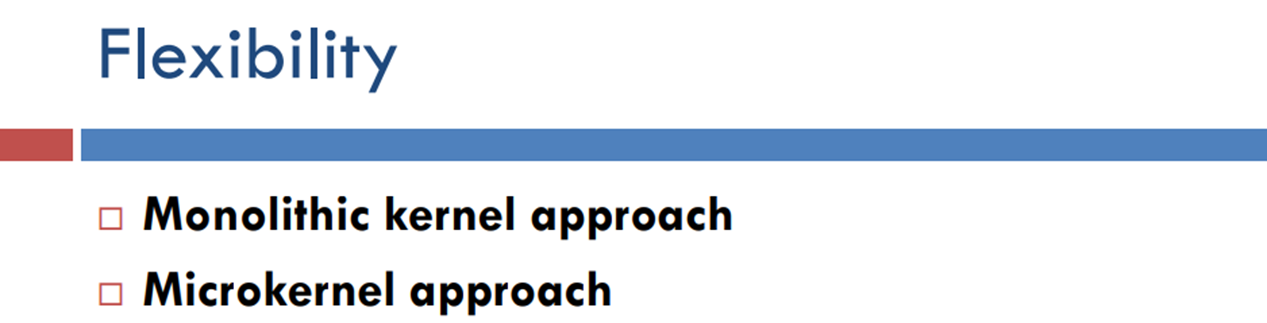 Flexibility
Monolithic kernel approach
Microkernel approach